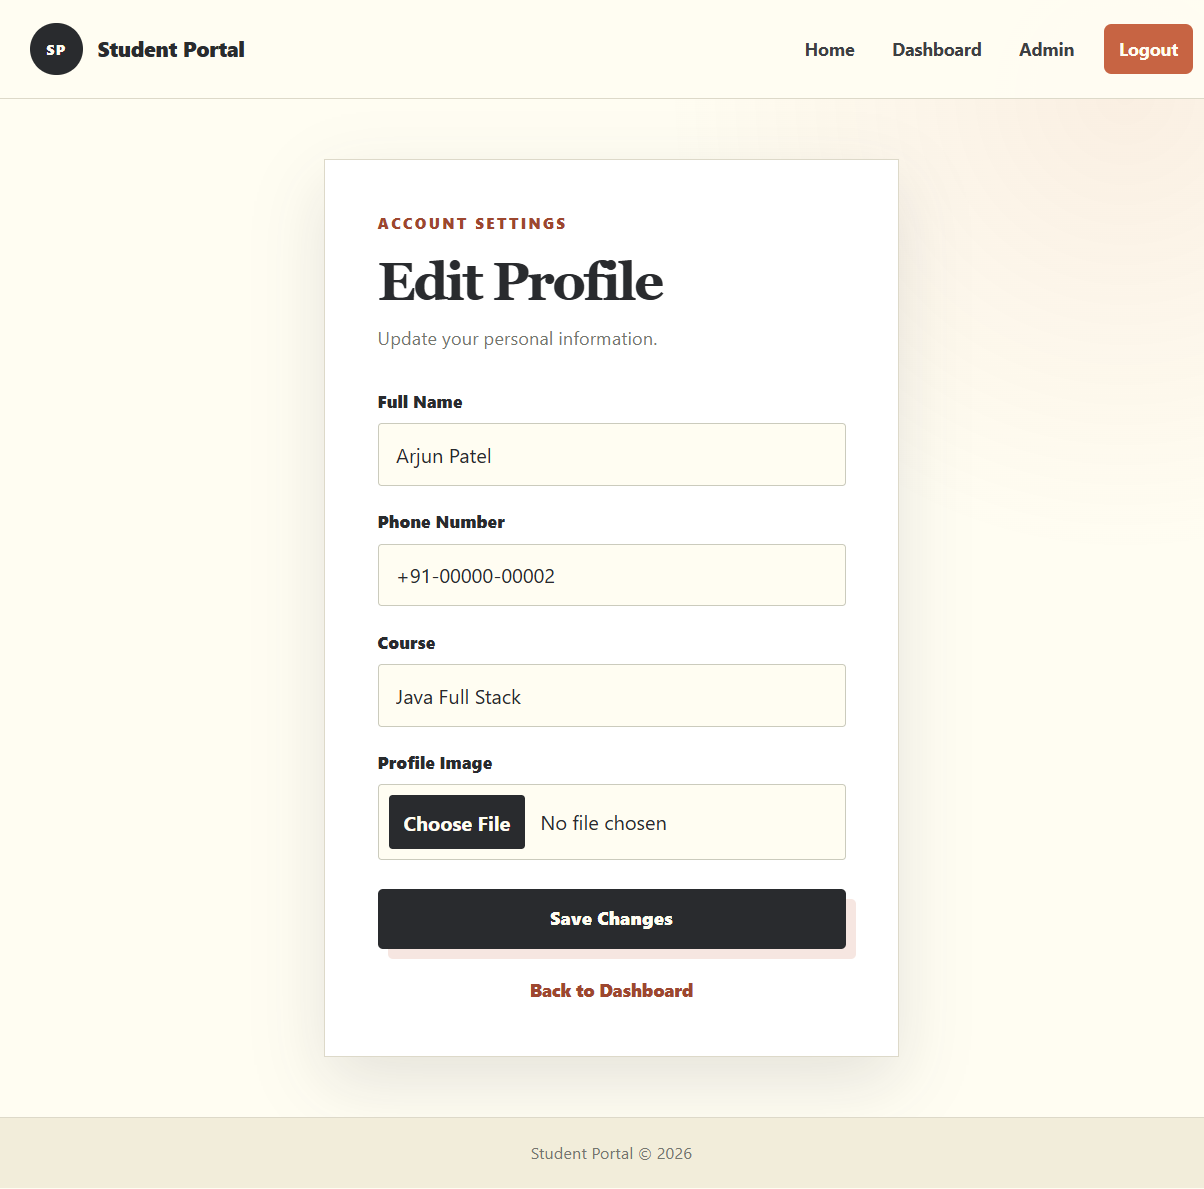 SP Student Portal Home Dashboard Admin Logout
ACCOUNT SETTINGS
Edit Profile
Update your personal information.
Full Name
Arjun Patel
Phone Number
+91-00000-00002
Course
Java Full Stack
Profile Image
Choose File No file chosen
Save Changes
Back to Dashboard
Student Portal © 2026